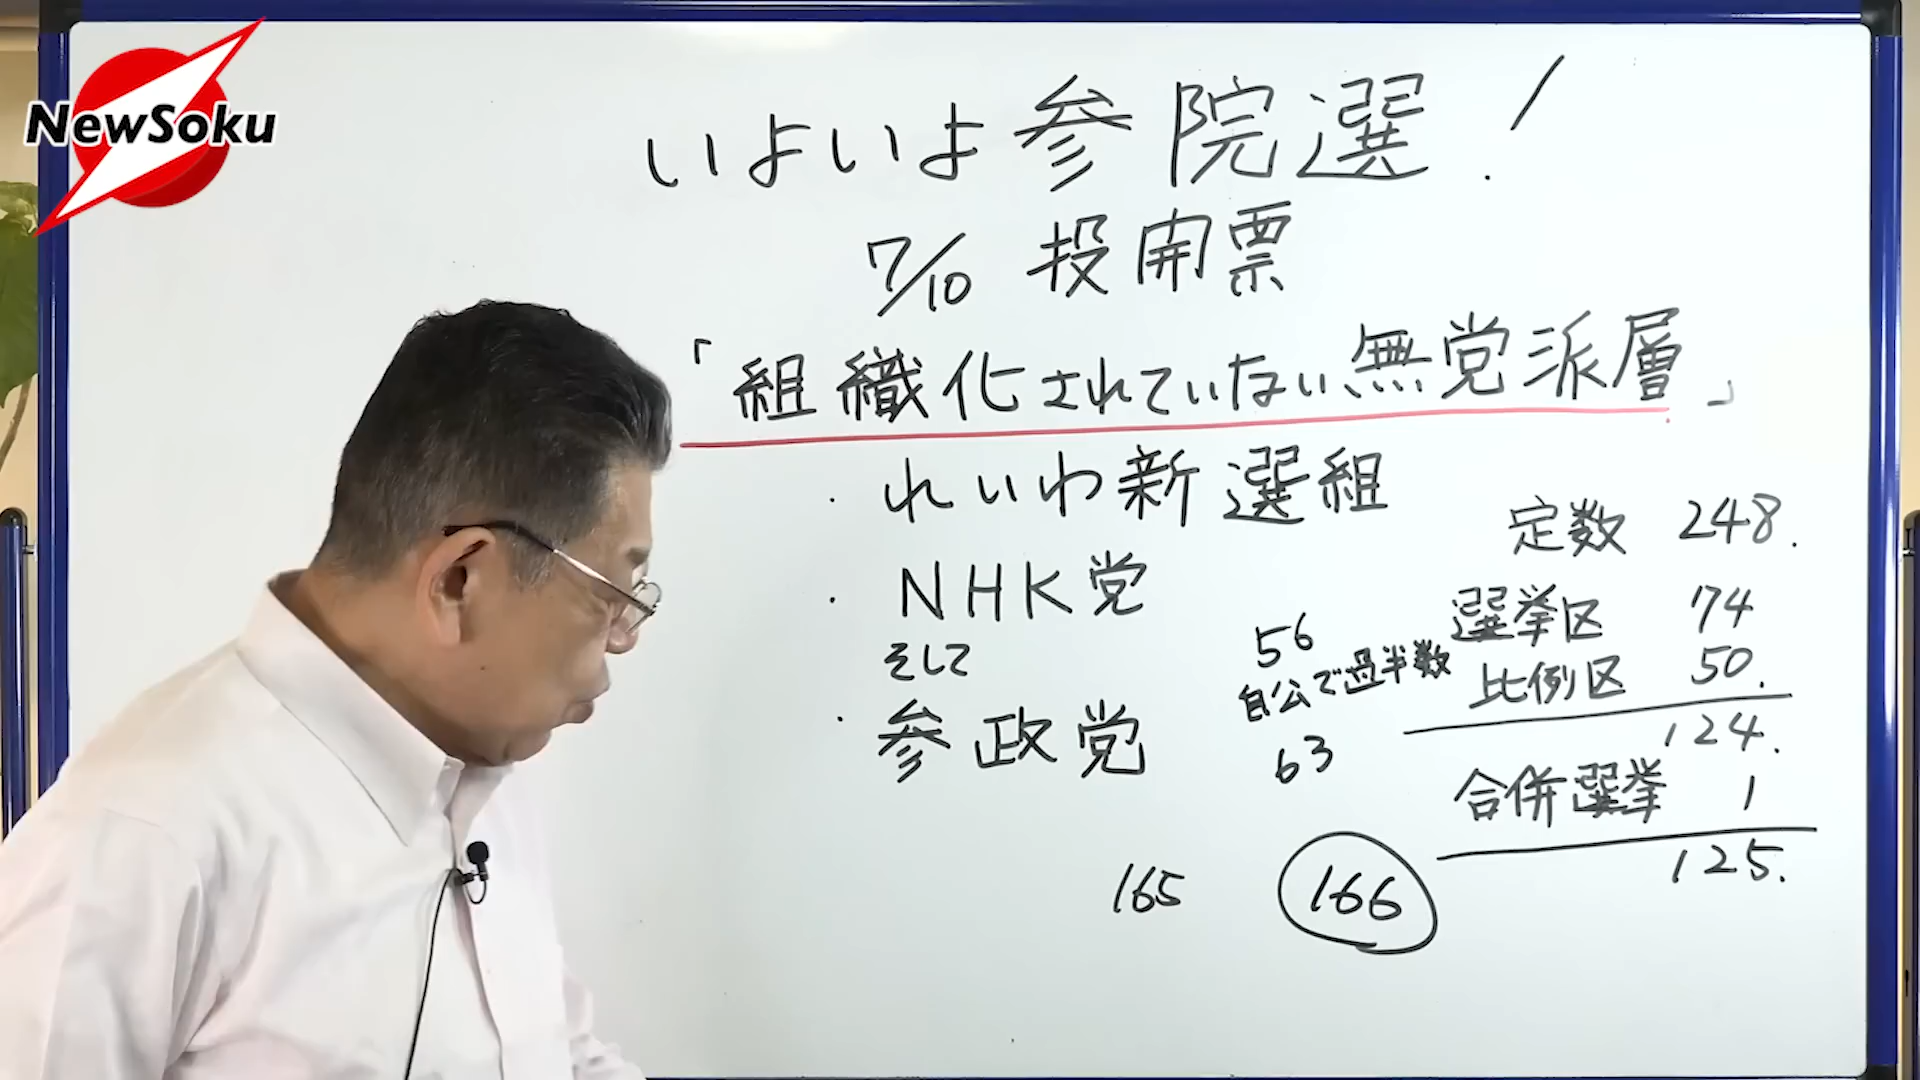 NewSoku
いよいよ参院選!
7/10 投開票
「組織化されていない無党派層」
・れいわ新選組
・NHK党
そして
・参政党
56
自公で過半数
63
165
166
定数 248.
選挙区 74
比例区 50.
124.
合併選挙 1
125.